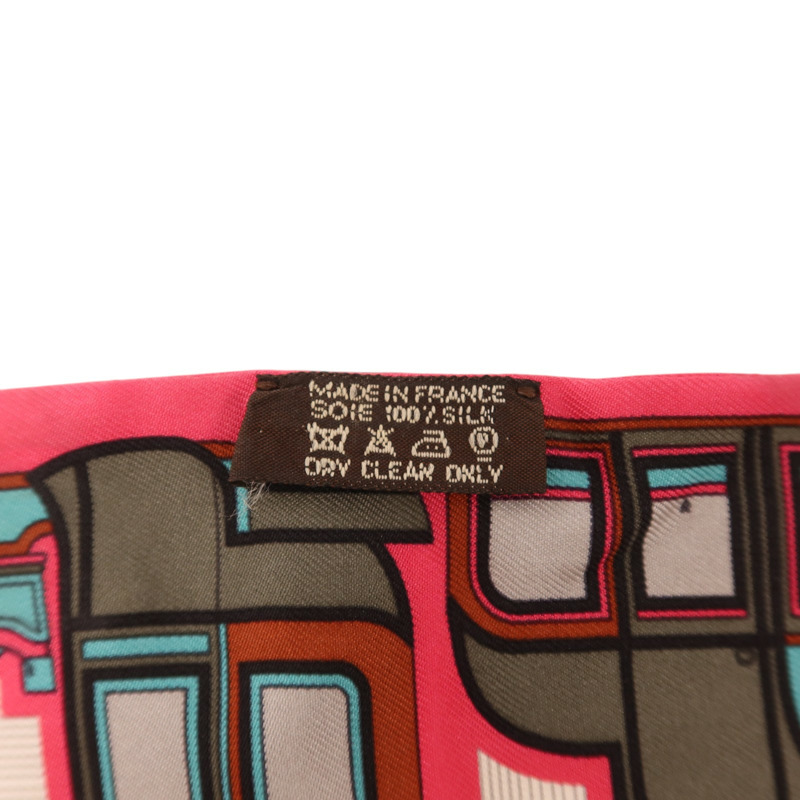 MADE IN FRANCE
SOIE 100% SILK
P
DRY CLEAN ONLY